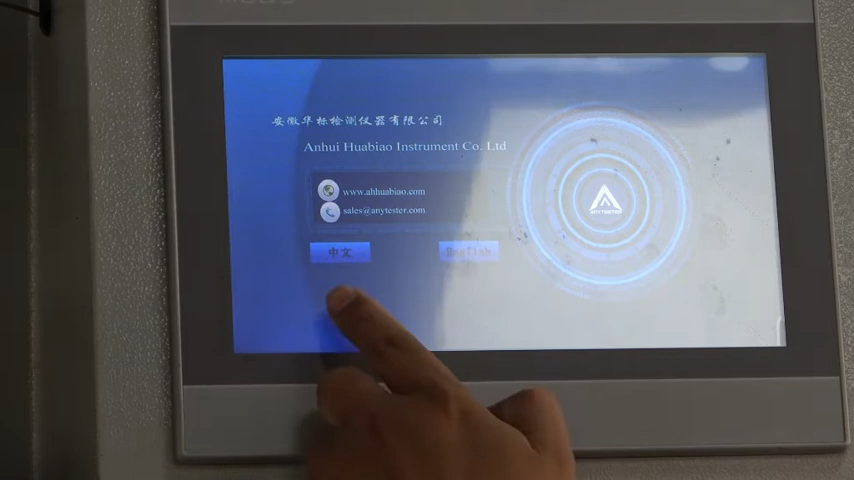 安徽华标检测仪器有限公司
Anhui Huabiao Instrument Co. Ltd
www.ahhuabiao.com
sales@anytester.com
ANYTESTER
中文
English